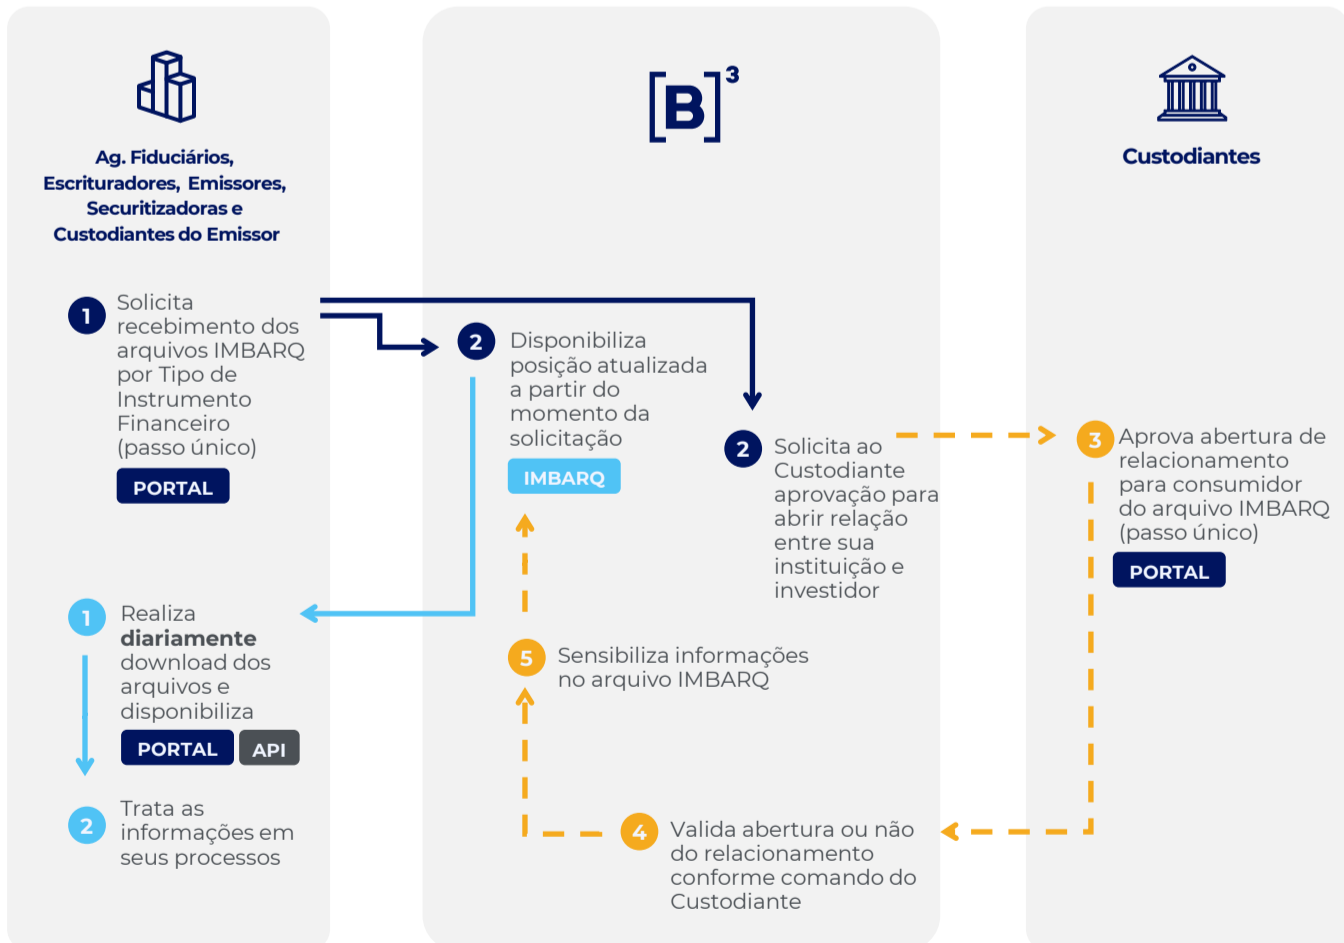 Ag. Fiduciários,
Escrituradores, Emissores,
Securitizadoras e
Custodiantes do Emissor
1
Solicita
recebimento dos
arquivos IMBARQ
por Tipo de
Instrumento
Financeiro
(passo único)
PORTAL
1
Realiza
diariamente
download dos
arquivos e
disponibiliza
PORTAL
API
2
Trata as
informações em
seus processos
[B]³
2
Disponibiliza
posição atualizada
a partir do
momento da
solicitação
IMBARQ
2
Solicita ao
Custodiante
aprovação para
abrir relação
entre sua
instituição e
investidor
5
Sensibiliza informações
no arquivo IMBARQ
4
Valida abertura ou não
do relacionamento
conforme comando do
Custodiante
Custodiantes
3
Aprova abertura de
relacionamento
para consumidor
do arquivo IMBARQ
(passo único)
PORTAL